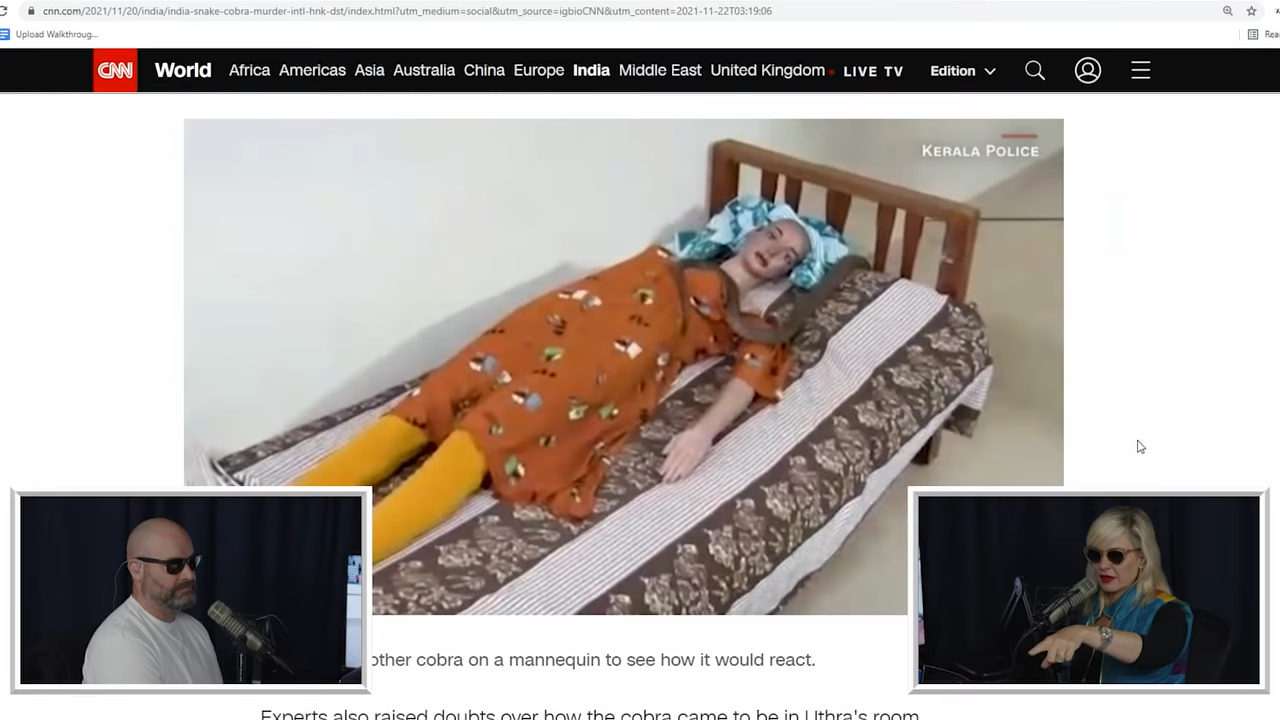 cnn.com/2021/11/20/india/india-snake-cobra-murder-intl-hnk-dst/index.html?utm_medium=social&utm_source=igbioCNN&utm_content=2021-11-22T03:19:06
Upload Walkthroug...
Rea
CNN World Africa Americas Asia Australia China Europe India Middle East United Kingdom LIVE TV Edition
KERALA POLICE
other cobra on a mannequin to see how it would react.
Experts also raised doubts over how the cobra came to be in Uthra's room